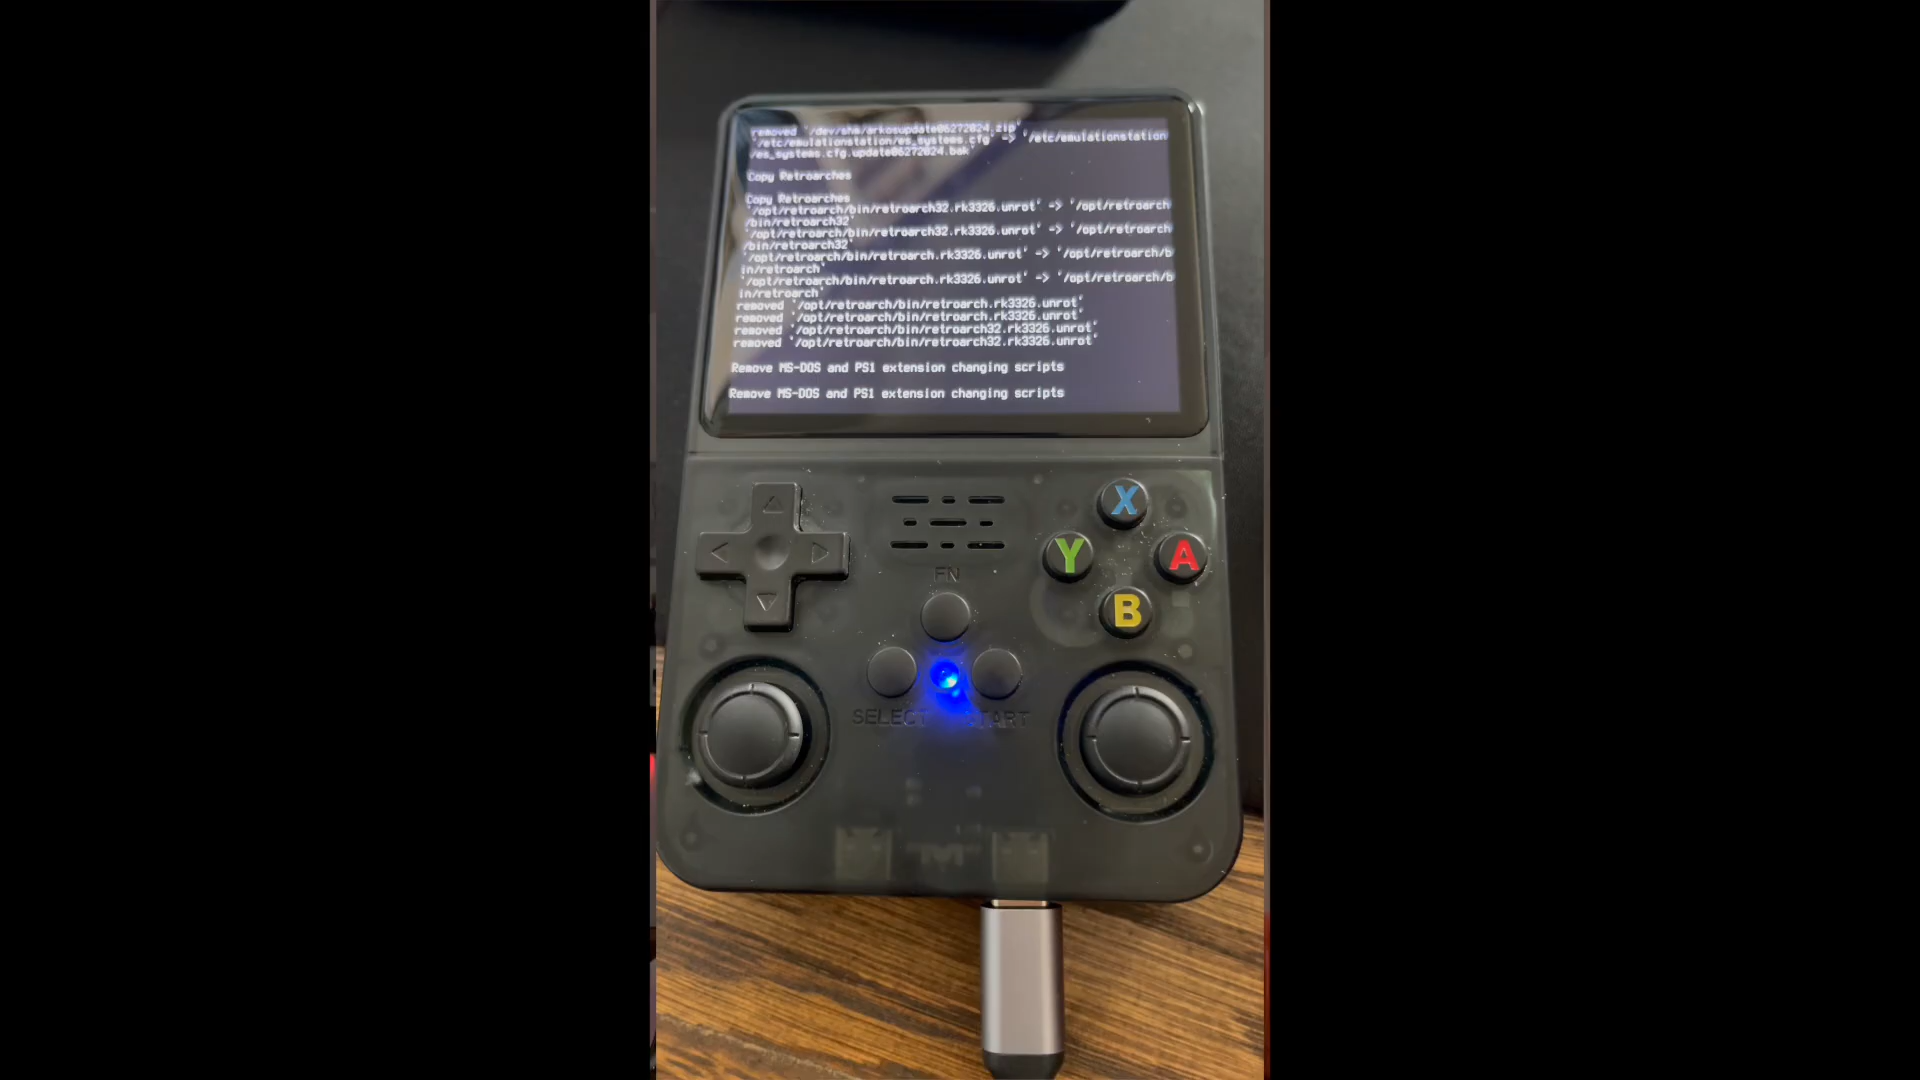 removed '/dev/shm/arkosupdate06272024.zip'
'/etc/emulationstation/es_systems.cfg' -> '/etc/emulationstation
/es_systems.cfg.update06272024.bak'
Copy Retroarches
Copy Retroarches
'/opt/retroarch/bin/retroarch32.rk3326.unrot' -> '/opt/retroarch
/bin/retroarch32'
'/opt/retroarch/bin/retroarch32.rk3326.unrot' -> '/opt/retroarch
/bin/retroarch32'
'/opt/retroarch/bin/retroarch.rk3326.unrot' -> '/opt/retroarch/b
in/retroarch'
'/opt/retroarch/bin/retroarch.rk3326.unrot' -> '/opt/retroarch/b
in/retroarch'
removed '/opt/retroarch/bin/retroarch.rk3326.unrot'
removed '/opt/retroarch/bin/retroarch.rk3326.unrot'
removed '/opt/retroarch/bin/retroarch32.rk3326.unrot'
removed '/opt/retroarch/bin/retroarch32.rk3326.unrot'
Remove MS-DOS and PS1 extension changing scripts
Remove MS-DOS and PS1 extension changing scripts
X
Y
A
B
FN
SELECT
START